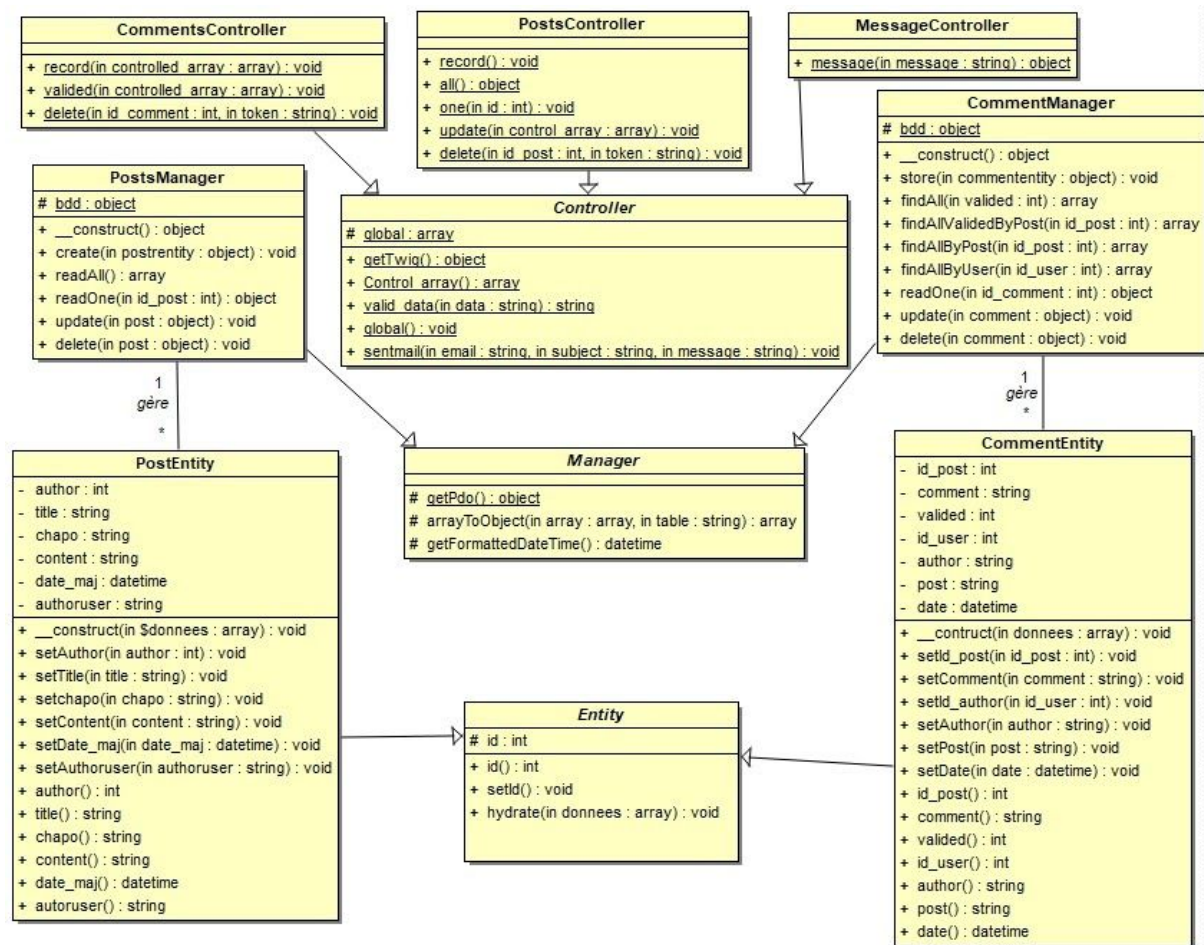 CommentsController
+ record(in controlled_array : array) : void
+ valided(in controlled_array : array) : void
+ delete(in id_comment : int, in token : string) : void
PostsController
+ record() : void
+ all() : object
+ one(in id : int) : void
+ update(in control_array : array) : void
+ delete(in id_post : int, in token : string) : void
MessageController
+ message(in message : string) : object
PostsManager
# bdd : object
+ __construct() : object
+ create(in postrentity : object) : void
+ readAll() : array
+ readOne(in id_post : int) : object
+ update(in post : object) : void
+ delete(in post : object) : void
Controller
# global : array
+ getTwig() : object
+ Control_array() : array
+ valid_data(in data : string) : string
+ global() : void
+ sentmail(in email : string, in subject : string, in message : string) : void
CommentManager
# bdd : object
+ __construct() : object
+ store(in commententity : object) : void
+ findAll(in valided : int) : array
+ findAllValidedByPost(in id_post : int) : array
+ findAllByPost(in id_post : int) : array
+ findAllByUser(in id_user : int) : array
+ readOne(in id_comment : int) : object
+ update(in comment : object) : void
+ delete(in comment : object) : void
1
gère
*
1
gère
*
PostEntity
- author : int
- title : string
- chapo : string
- content : string
- date_maj : datetime
- authoruser : string
+ __construct(in $donnees : array) : void
+ setAuthor(in author : int) : void
+ setTitle(in title : string) : void
+ setchapo(in chapo : string) : void
+ setContent(in content : string) : void
+ setDate_maj(in date_maj : datetime) : void
+ setAuthoruser(in authoruser : string) : void
+ author() : int
+ title() : string
+ chapo() : string
+ content() : string
+ date_maj() : datetime
+ autoruser() : string
Manager
# getPdo() : object
# arrayToObject(in array : array, in table : string) : array
# getFormattedDateTime() : datetime
Entity
# id : int
+ id() : int
+ setId() : void
+ hydrate(in donnees : array) : void
CommentEntity
- id_post : int
- comment : string
- valided : int
- id_user : int
- author : string
- post : string
- date : datetime
+ __contruct(in donnees : array) : void
+ setId_post(in id_post : int) : void
+ setComment(in comment : string) : void
+ setId_author(in id_user : int) : void
+ setAuthor(in author : string) : void
+ setPost(in post : string) : void
+ setDate(in date : datetime) : void
+ id_post() : int
+ comment() : string
+ valided() : int
+ id_user() : int
+ author() : string
+ post() : string
+ date() : datetime